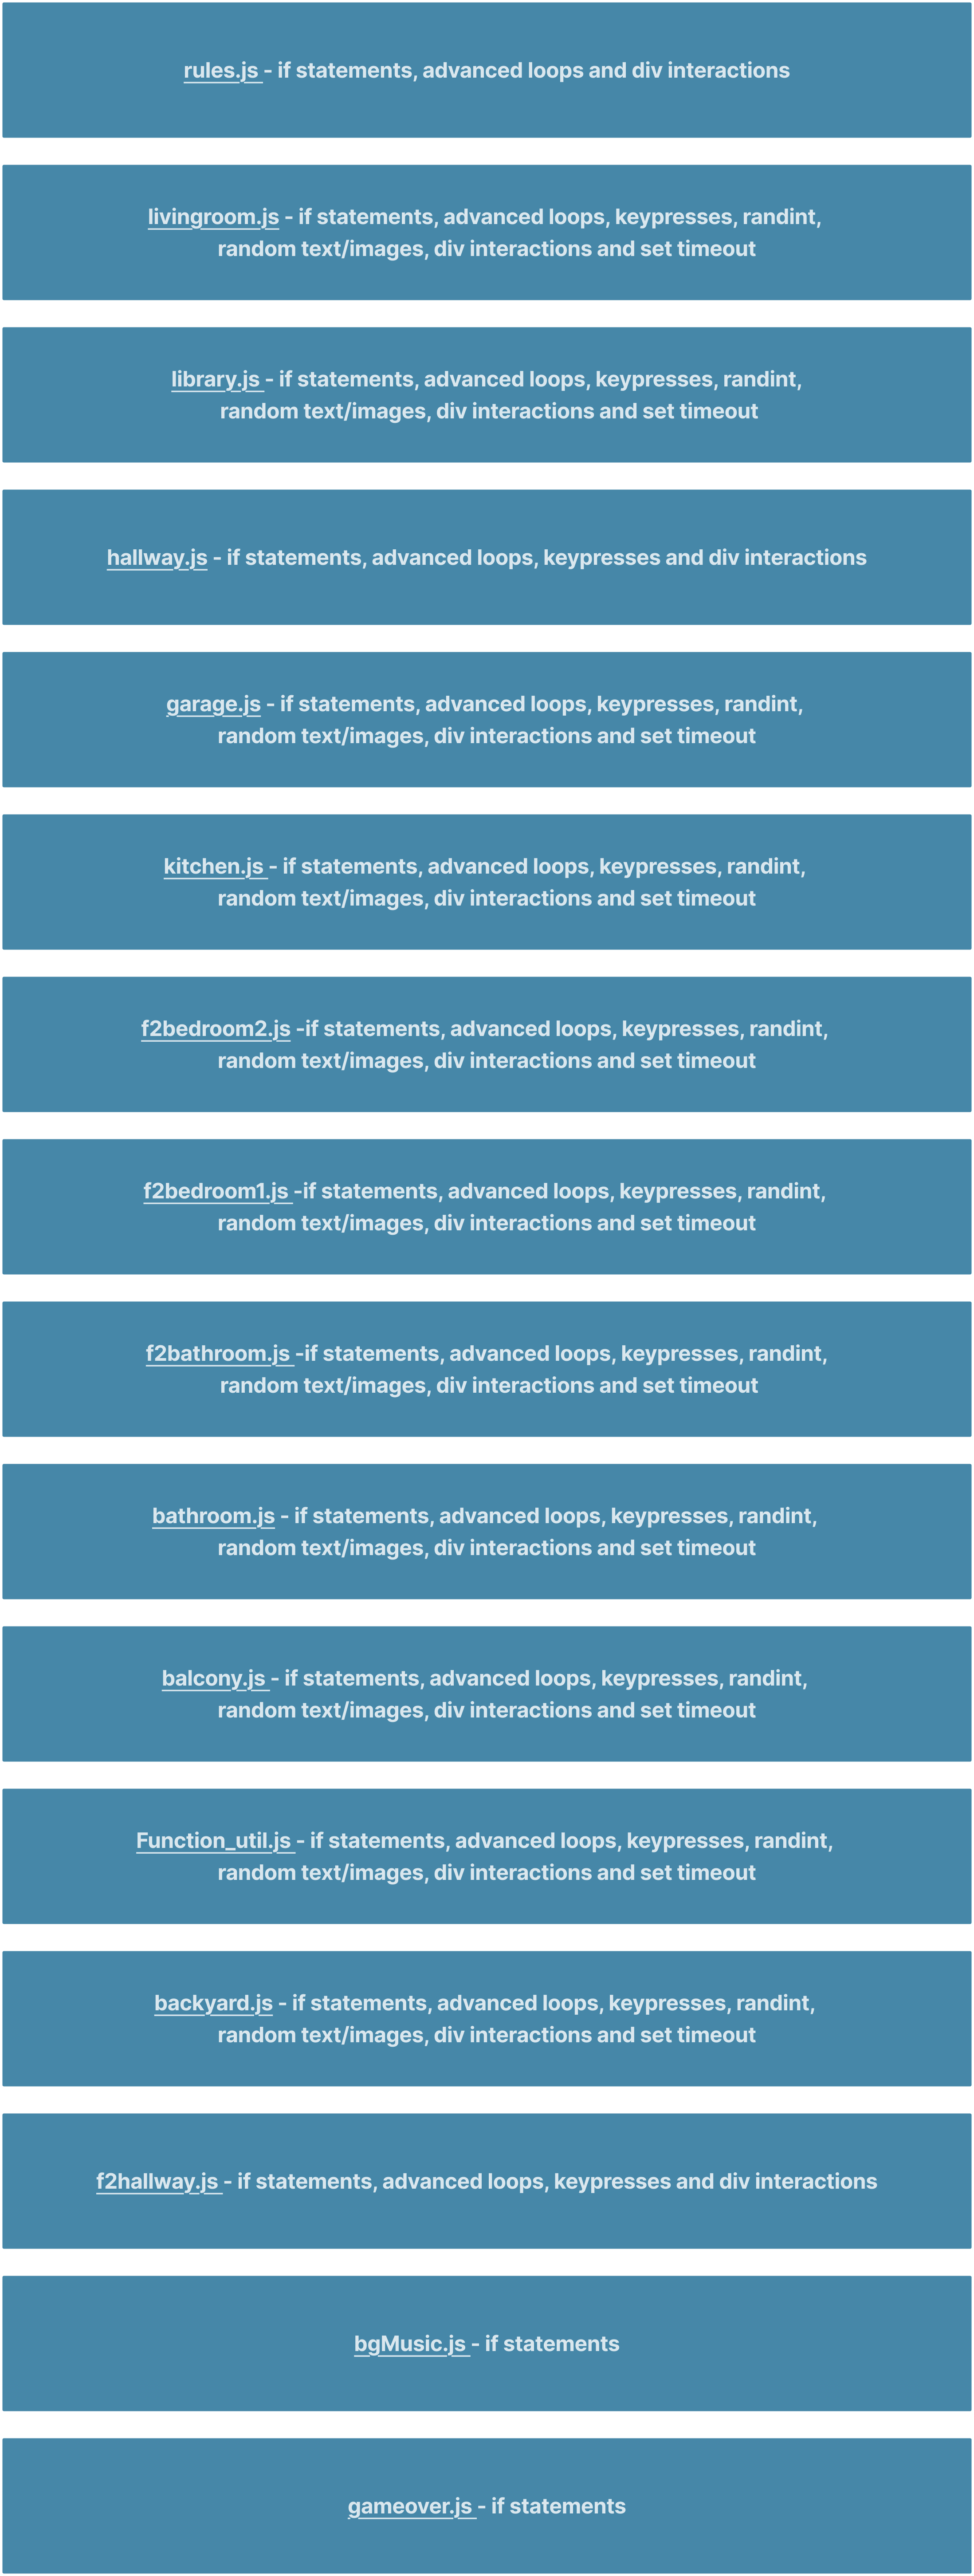 rules.js - if statements, advanced loops and div interactions
livingroom.js - if statements, advanced loops, keypresses, randint,
random text/images, div interactions and set timeout
library.js - if statements, advanced loops, keypresses, randint,
random text/images, div interactions and set timeout
hallway.js - if statements, advanced loops, keypresses and div interactions
garage.js - if statements, advanced loops, keypresses, randint,
random text/images, div interactions and set timeout
kitchen.js - if statements, advanced loops, keypresses, randint,
random text/images, div interactions and set timeout
f2bedroom2.js -if statements, advanced loops, keypresses, randint,
random text/images, div interactions and set timeout
f2bedroom1.js -if statements, advanced loops, keypresses, randint,
random text/images, div interactions and set timeout
f2bathroom.js -if statements, advanced loops, keypresses, randint,
random text/images, div interactions and set timeout
bathroom.js - if statements, advanced loops, keypresses, randint,
random text/images, div interactions and set timeout
balcony.js - if statements, advanced loops, keypresses, randint,
random text/images, div interactions and set timeout
Function_util.js - if statements, advanced loops, keypresses, randint,
random text/images, div interactions and set timeout
backyard.js - if statements, advanced loops, keypresses, randint,
random text/images, div interactions and set timeout
f2hallway.js - if statements, advanced loops, keypresses and div interactions
bgMusic.js - if statements
gameover.js - if statements